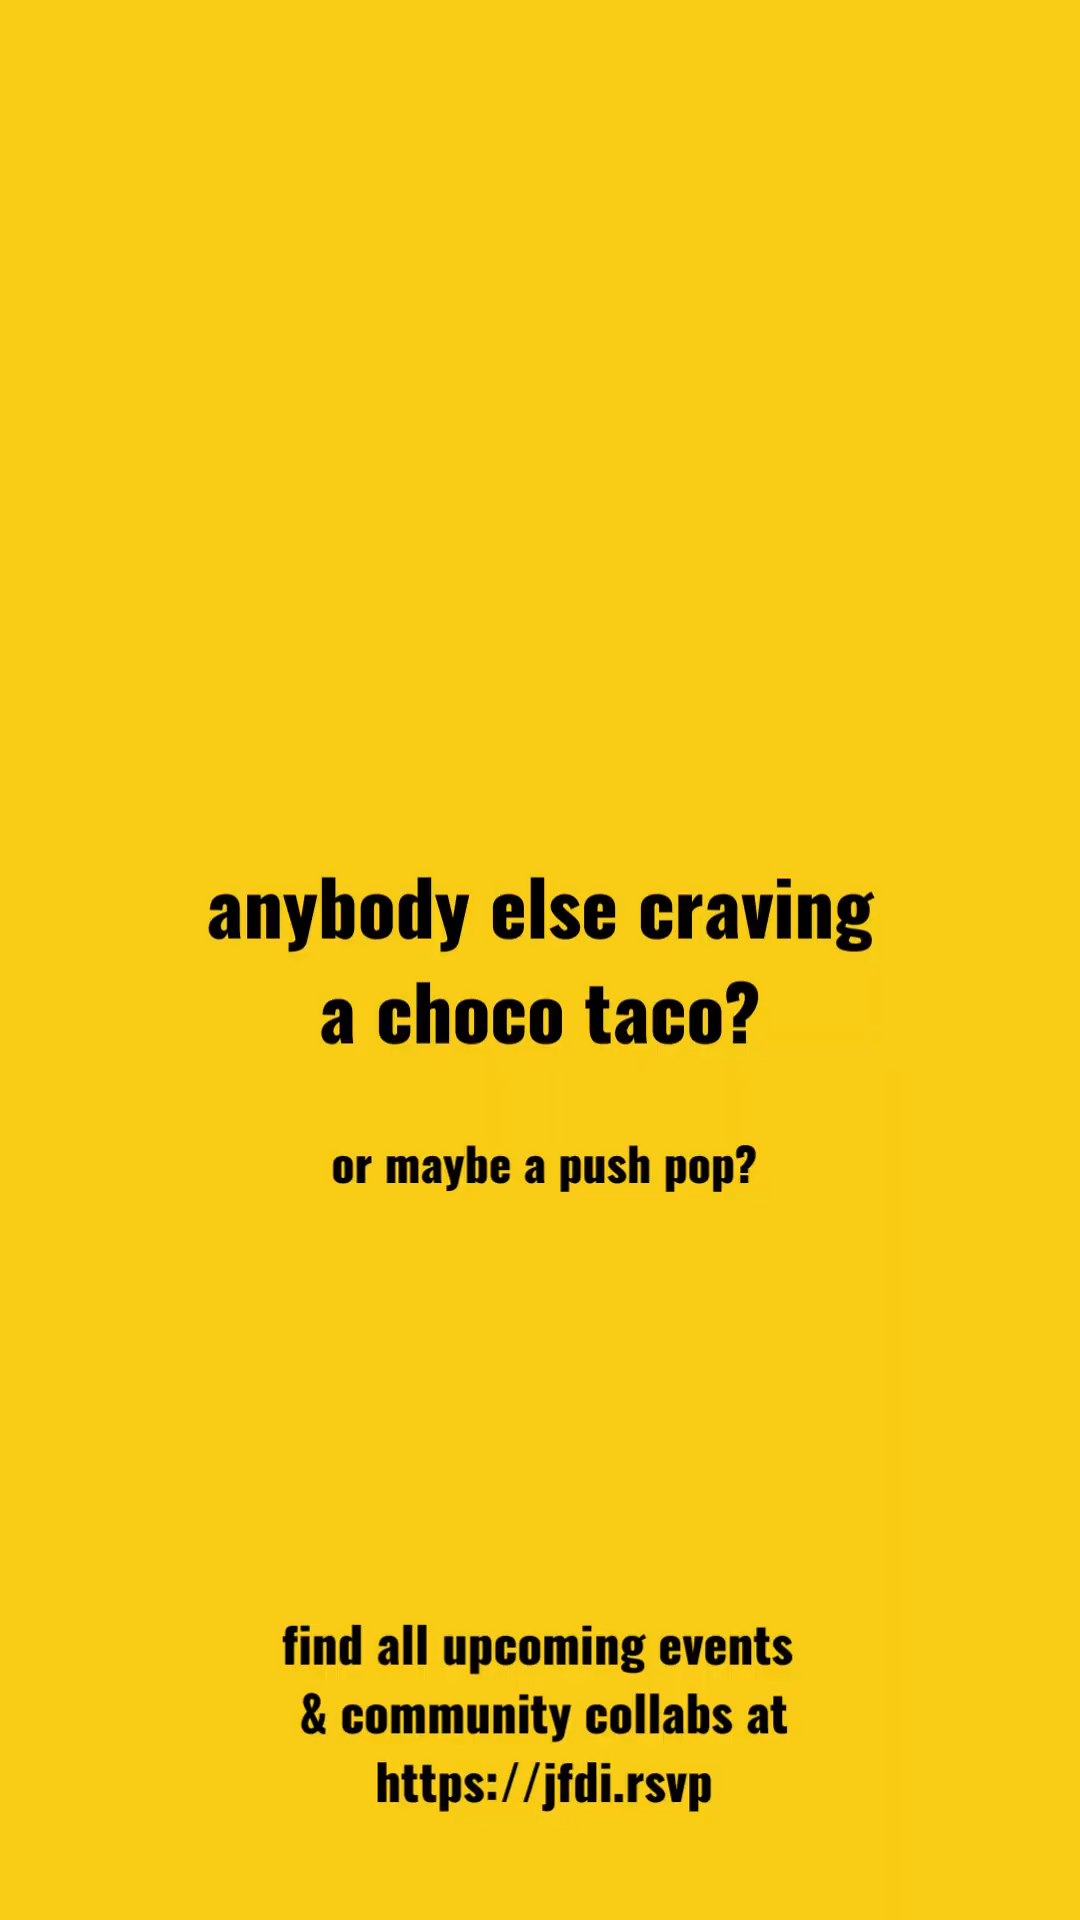 anybody else craving
a choco taco?
or maybe a push pop?
find all upcoming events
& community collabs at
https://jfdi.rsvp